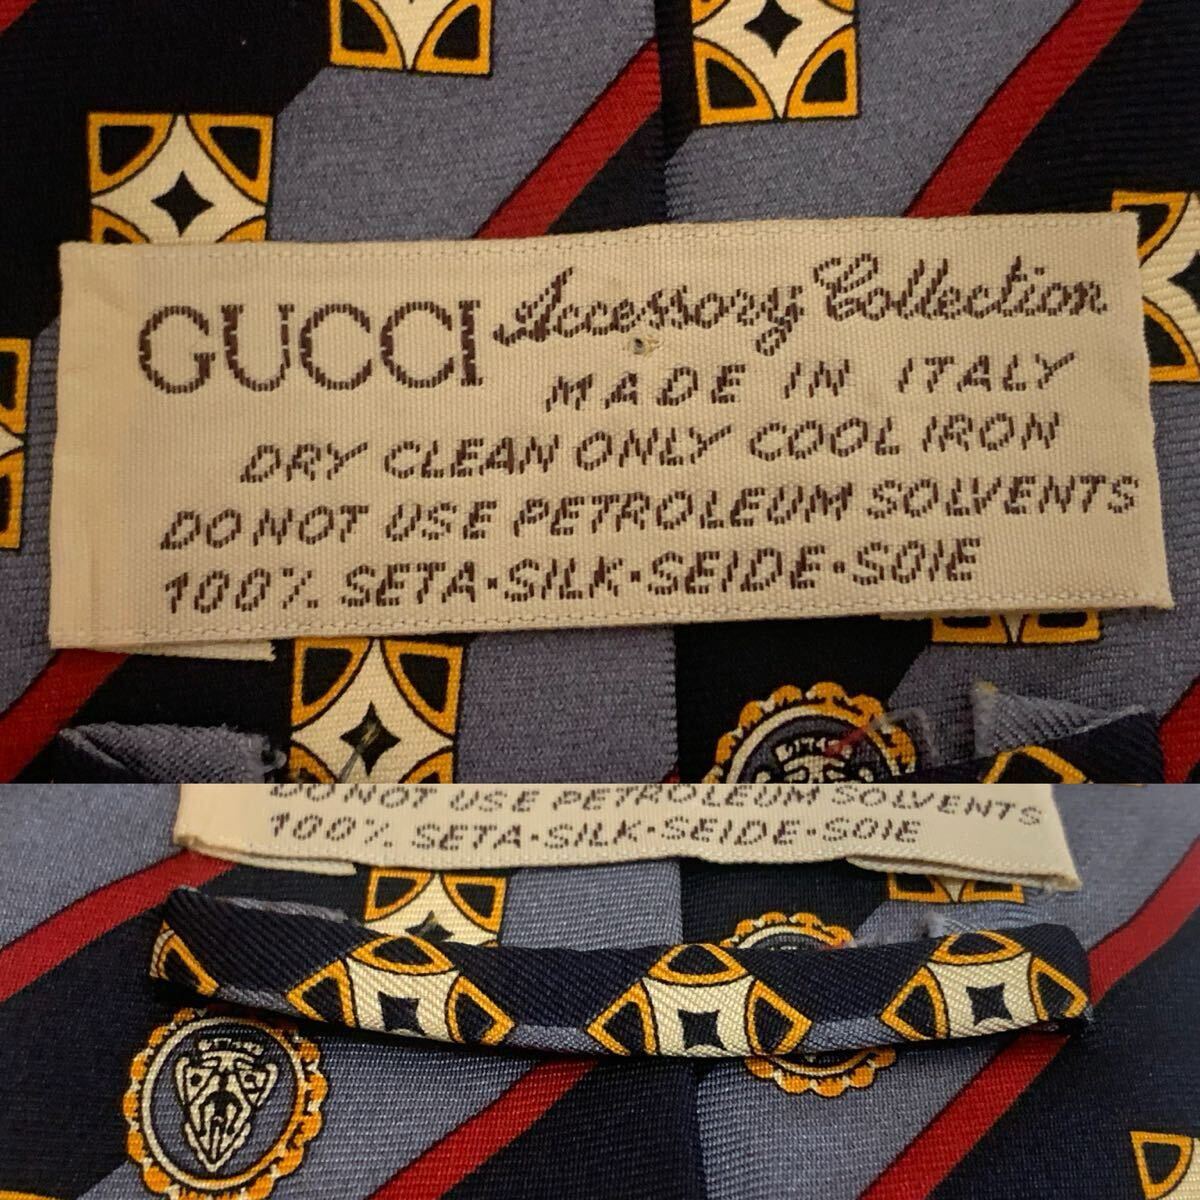 GUCCI Accessory Collection
MADE IN ITALY
DRY CLEAN ONLY COOL IRON
DO NOT USE PETROLEUM SOLVENTS
100% SETA·SILK·SEIDE·SOIE
DO NOT USE PETROLEUM SOLVENTS
100% SETA·SILK·SEIDE·SOIE